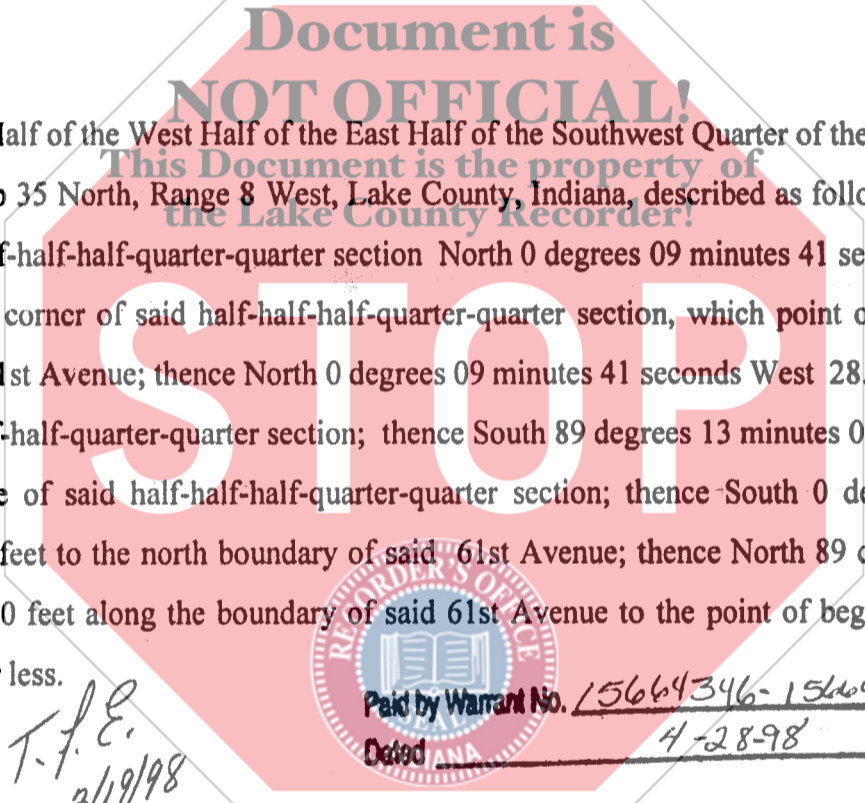 Document is
NOT OFFICIAL!
Half of the West Half of the East Half of the Southwest Quarter of the
This Document is the property of
35 North, Range 8 West, Lake County, Indiana, described as follo
the Lake County Recorder!
f-half-half-quarter-quarter section North 0 degrees 09 minutes 41 se
corner of said half-half-half-quarter-quarter section, which point o
STOP
1st Avenue; thence North 0 degrees 09 minutes 41 seconds West 28.
-half-quarter-quarter section; thence South 89 degrees 13 minutes 0
e of said half-half-half-quarter-quarter section; thence South 0 de
feet to the north boundary of said 61st Avenue; thence North 89 d
0 feet along the boundary of said 61st Avenue to the point of beg
RECORDER'S OFFICE
SEAL
INDIANA
less.
Paid by Warrant No. 15664346-1566
Dated 4-28-98
T.J.E.
2/19/98